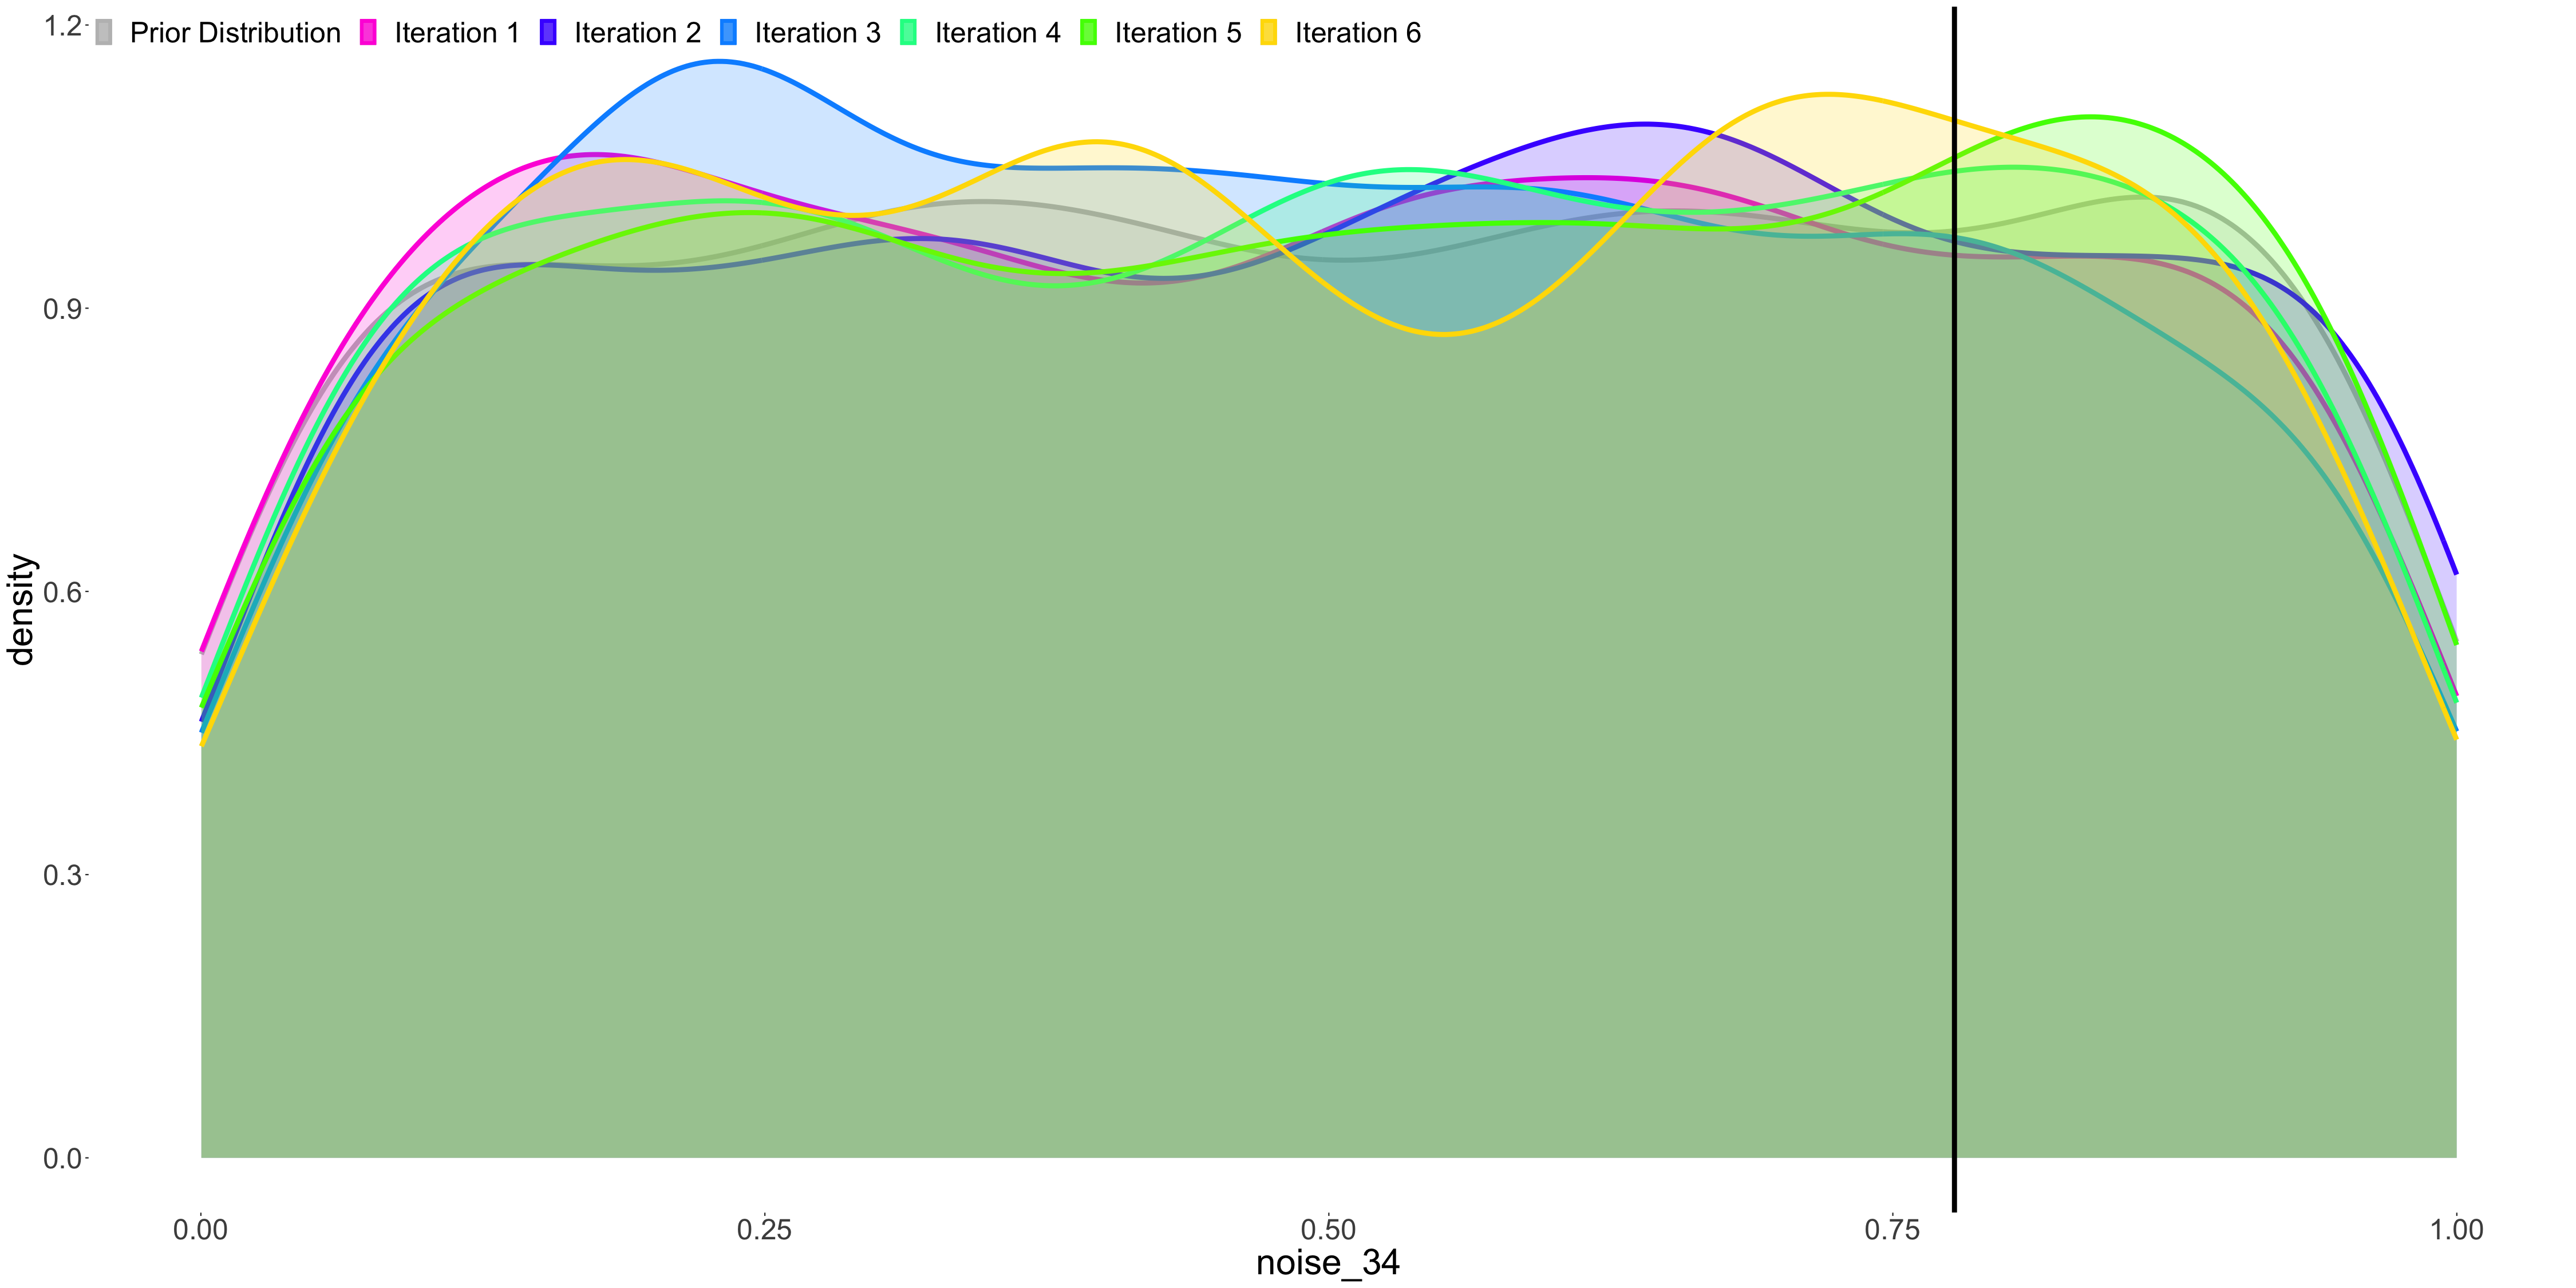 Prior Distribution Iteration 1 Iteration 2 Iteration 3 Iteration 4 Iteration 5 Iteration 6
1.2
0.9
0.6
0.3
0.0
density
0.00 0.25 0.50 0.75 1.00
noise_34